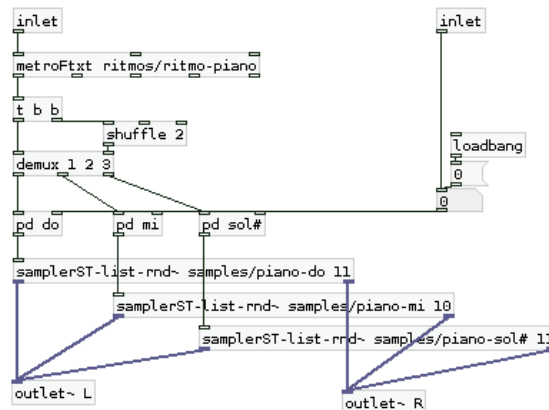 inlet
inlet
metroFtxt ritmos/ritmo-piano
t b b
shuffle 2
loadbang
demux 1 2 3
0
0
pd do
pd mi
pd sol#
samplerST-list-rnd~ samples/piano-do 11
samplerST-list-rnd~ samples/piano-mi 10
samplerST-list-rnd~ samples/piano-sol#
outlet~ L
outlet~ R